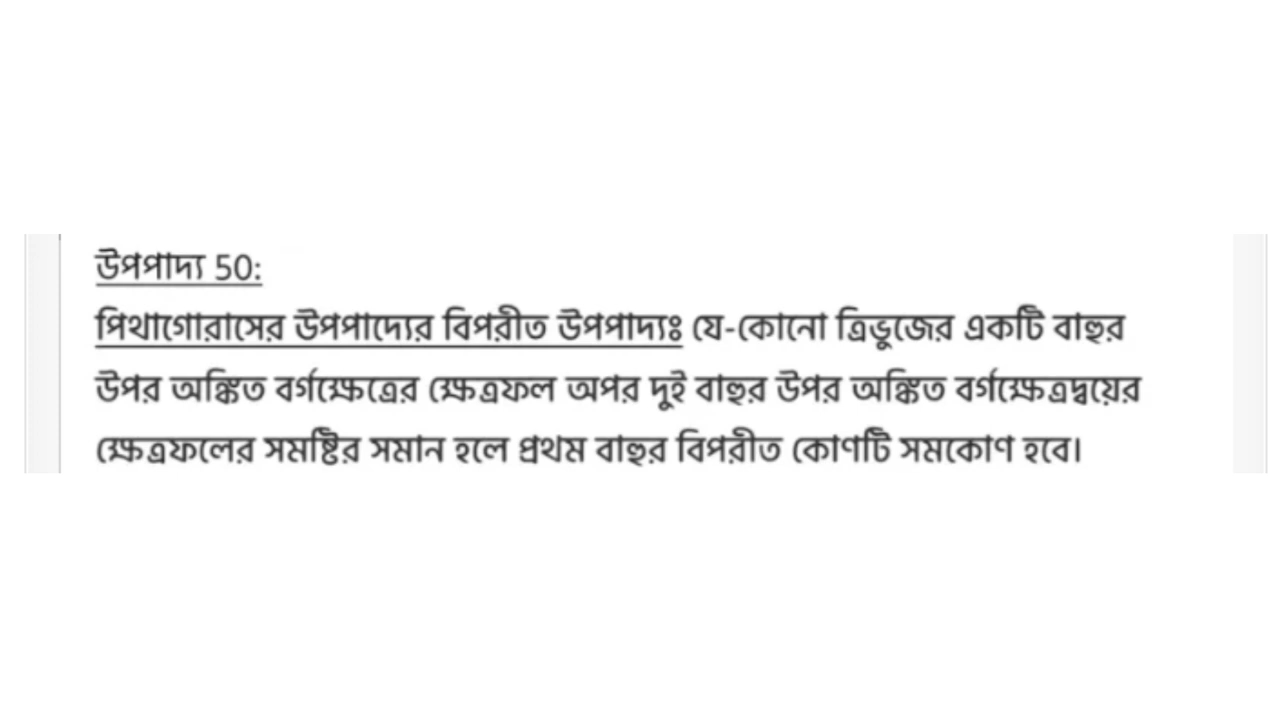 উপপাদ্য 50:
পিথাগোরাসের উপপাদ্যের বিপরীত উপপাদ্যঃ যে-কোনো ত্রিভুজের একটি বাহুর
উপর অঙ্কিত বর্গক্ষেত্রের ক্ষেত্রফল অপর দুই বাহুর উপর অঙ্কিত বর্গক্ষেত্রদ্বয়ের
ক্ষেত্রফলের সমষ্টির সমান হলে প্রথম বাহুর বিপরীত কোণটি সমকোণ হবে।